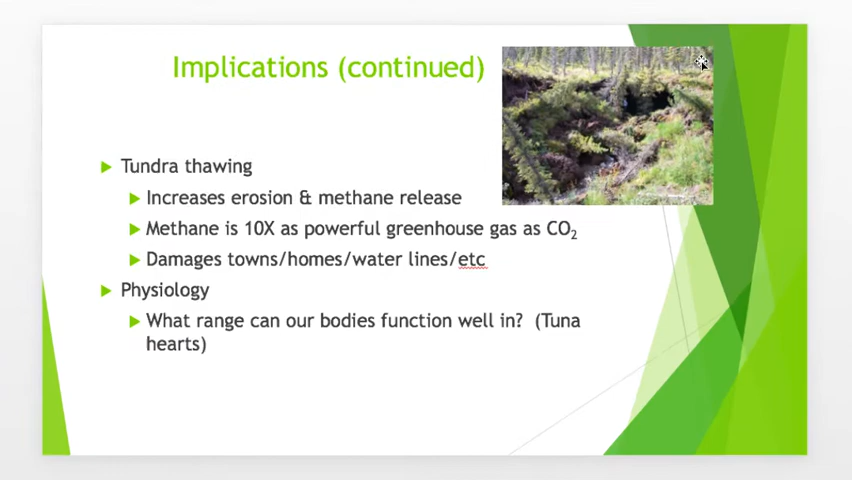 Implications (continued)
Tundra thawing
Increases erosion & methane release
Methane is 10X as powerful greenhouse gas as CO₂
Damages towns/homes/water lines/etc
Physiology
What range can our bodies function well in? (Tuna
hearts)